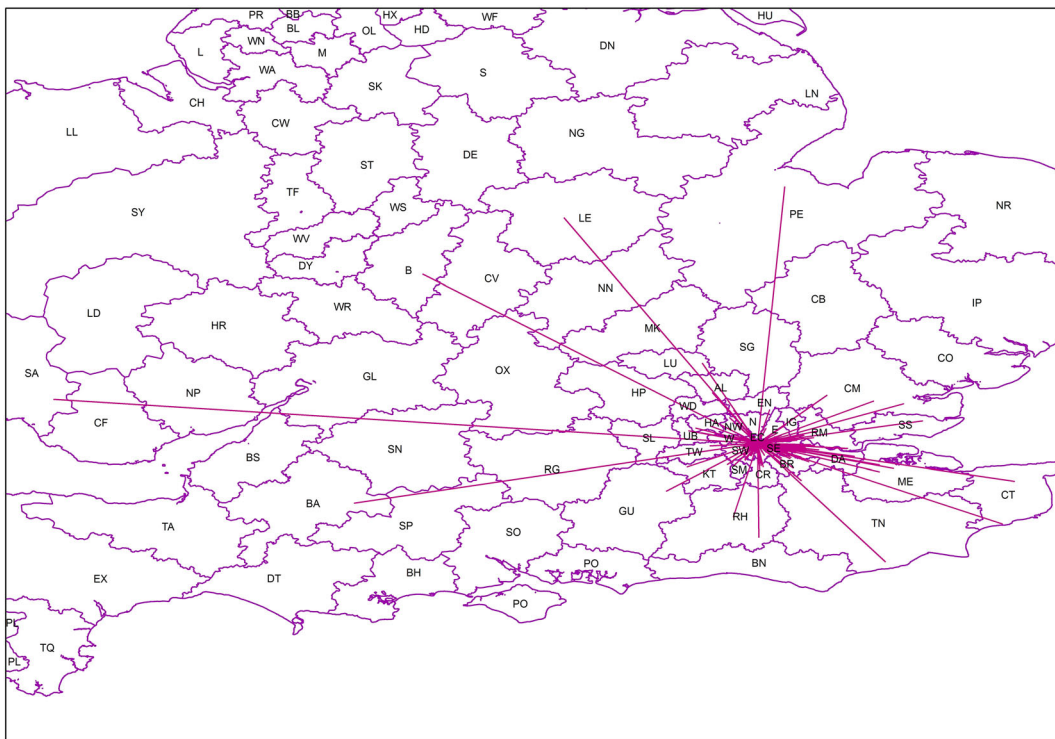 PR BB HX WF HU
BL OL HD DN
WN M
L WA S
SK LN
CH
CW NG
LL ST DE
TF
SY WS LE PE NR
WV
DY B CV
NN CB IP
LD HR WR MK
SG CO
SA GL OX LU
NP HP AL CM
WD EN
CF HA NW N IG SS
SL UB W EC E RM
BS SN TW SW SE DA
RG KT SM CR BR ME
BA CT
GU RH TN
TA SP SO
PO BN
EX DT BH
PO
PL TQ
PL